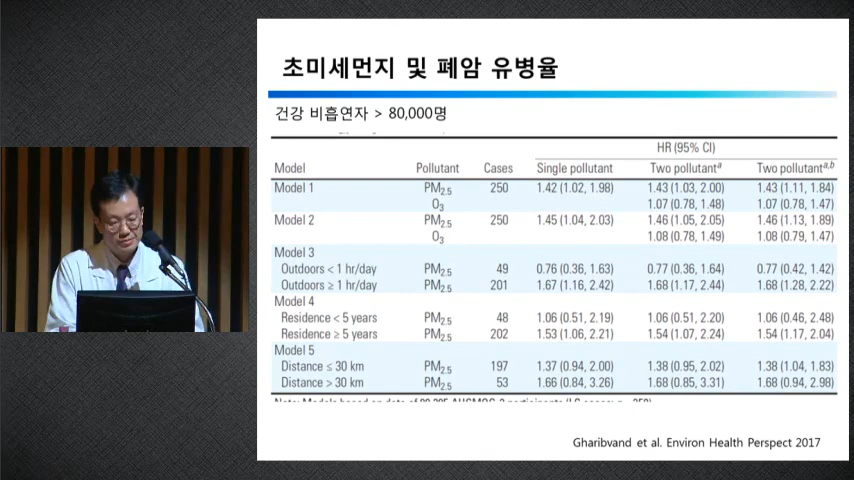 초미세먼지 및 폐암 유병율
건강 비흡연자 > 80,000명
HR (95% CI)
Model Pollutant Cases Single pollutant Two pollutantᵃ Two pollutantᵃ,ᵇ
Model 1 PM₂.₅ 250 1.42 (1.02, 1.98) 1.43 (1.03, 2.00) 1.43 (1.11, 1.84)
O₃ 1.07 (0.78, 1.48) 1.07 (0.78, 1.47)
Model 2 PM₂.₅ 250 1.45 (1.04, 2.03) 1.46 (1.05, 2.05) 1.46 (1.13, 1.89)
O₃ 1.08 (0.78, 1.49) 1.08 (0.79, 1.47)
Model 3
Outdoors < 1 hr/day PM₂.₅ 49 0.76 (0.36, 1.63) 0.77 (0.36, 1.64) 0.77 (0.42, 1.42)
Outdoors ≥ 1 hr/day PM₂.₅ 201 1.67 (1.16, 2.42) 1.68 (1.17, 2.44) 1.68 (1.28, 2.22)
Model 4
Residence < 5 years PM₂.₅ 48 1.06 (0.51, 2.19) 1.06 (0.51, 2.20) 1.06 (0.46, 2.48)
Residence ≥ 5 years PM₂.₅ 202 1.53 (1.06, 2.21) 1.54 (1.07, 2.24) 1.54 (1.17, 2.04)
Model 5
Distance ≤ 30 km PM₂.₅ 197 1.37 (0.94, 2.00) 1.38 (0.95, 2.02) 1.38 (1.04, 1.83)
Distance > 30 km PM₂.₅ 53 1.66 (0.84, 3.26) 1.68 (0.85, 3.31) 1.68 (0.94, 2.98)
Gharibvand et al. Environ Health Perspect 2017